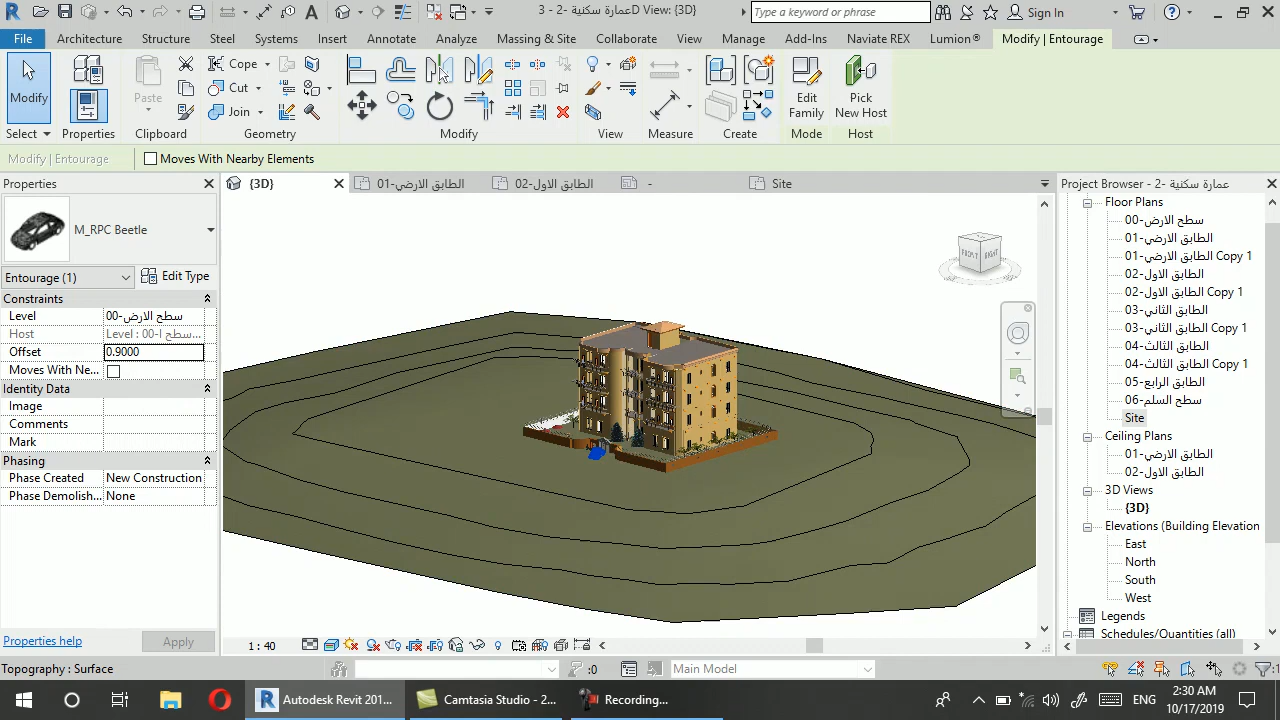 عمارة سكنية -2 - 3D View: {3D}
Type a keyword or phrase
Sign In
File
Architecture
Structure
Steel
Systems
Insert
Annotate
Analyze
Massing & Site
Collaborate
View
Manage
Add-Ins
Naviate REX
Lumion®
Modify | Entourage
Modify
Paste
Cope
Cut
Join
Edit Family
Pick New Host
Select
Properties
Clipboard
Geometry
Modify
View
Measure
Create
Mode
Host
Modify | Entourage
Moves With Nearby Elements
Properties
M_RPC Beetle
Entourage (1)
Edit Type
Constraints
Level
سطح الارض-00
Host
Level : 00-سطح ا...
Offset
0.9000
Moves With Ne...
Identity Data
Image
Comments
Mark
Phasing
Phase Created
New Construction
Phase Demolish...
None
Properties help
Apply
{3D}
الطابق الارضي-01
الطابق الاول-02
-
Site
FRONT
RIGHT
1 : 40
Project Browser - عمارة سكنية -2
Floor Plans
سطح الارض-00
الطابق الارضي-01
الطابق الارضي-01 Copy 1
الطابق الاول-02
الطابق الاول-02 Copy 1
الطابق الثاني-03
الطابق الثاني-03 Copy 1
الطابق الثالث-04
الطابق الثالث-04 Copy 1
الطابق الرابع-05
سطح السلم-06
Site
Ceiling Plans
الطابق الارضي-01
الطابق الاول-02
3D Views
{3D}
Elevations (Building Elevation
East
North
South
West
Legends
Schedules/Quantities (all)
Topography : Surface
:0
Main Model
:1
Autodesk Revit 201...
Camtasia Studio - 2...
Recording...
ENG
2:30 AM
10/17/2019